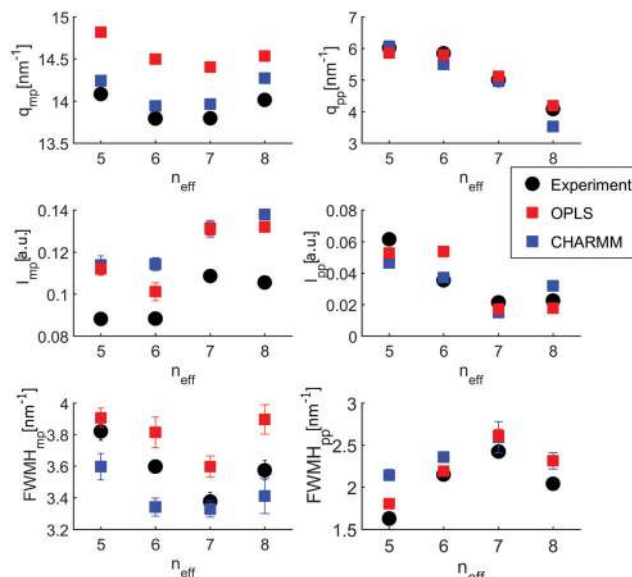 q_mp[nm^-1]
15
14.5
14
13.5
5 6 7 8
n_eff
q_pp[nm^-1]
7
6
5
4
3
5 6 7 8
n_eff
Experiment
OPLS
CHARMM
I_mp[a.u.]
0.14
0.12
0.1
0.08
5 6 7 8
n_eff
I_pp[a.u.]
0.08
0.06
0.04
0.02
0
5 6 7 8
n_eff
FWMH_mp[nm^-1]
4
3.8
3.6
3.4
3.2
5 6 7 8
n_eff
FWMH_pp[nm^-1]
3
2.5
2
1.5
5 6 7 8
n_eff